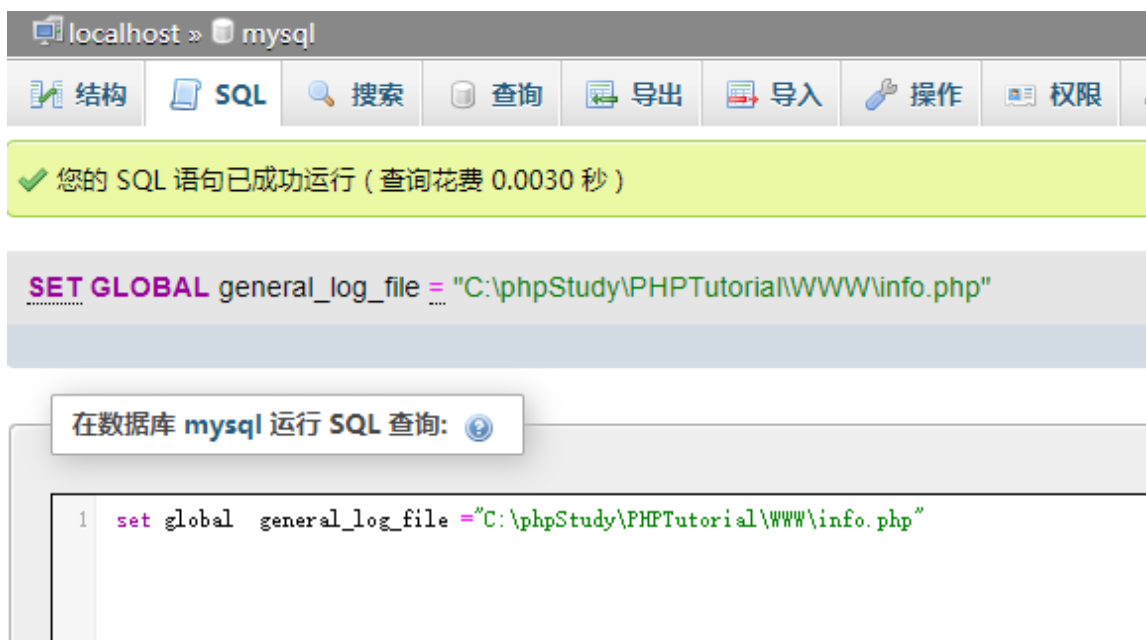 localhost » mysql
结构 SQL 搜索 查询 导出 导入 操作 权限
您的 SQL 语句已成功运行 ( 查询花费 0.0030 秒 )
SET GLOBAL general_log_file = "C:\phpStudy\PHPTutorial\WWW\info.php"
在数据库 mysql 运行 SQL 查询:
1 set global  general_log_file ="C:\phpStudy\PHPTutorial\WWW\info.php"